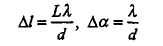 Δl = Lλ/d, Δα = λ/d